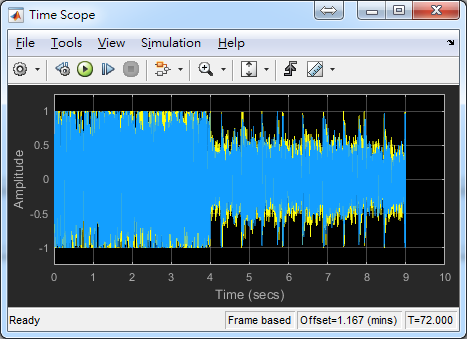 Time Scope
File Tools View Simulation Help
1
0.5
0
-0.5
-1
Amplitude
0 1 2 3 4 5 6 7 8 9 10
Time (secs)
Ready Frame based Offset=1.167 (mins) T=72.000